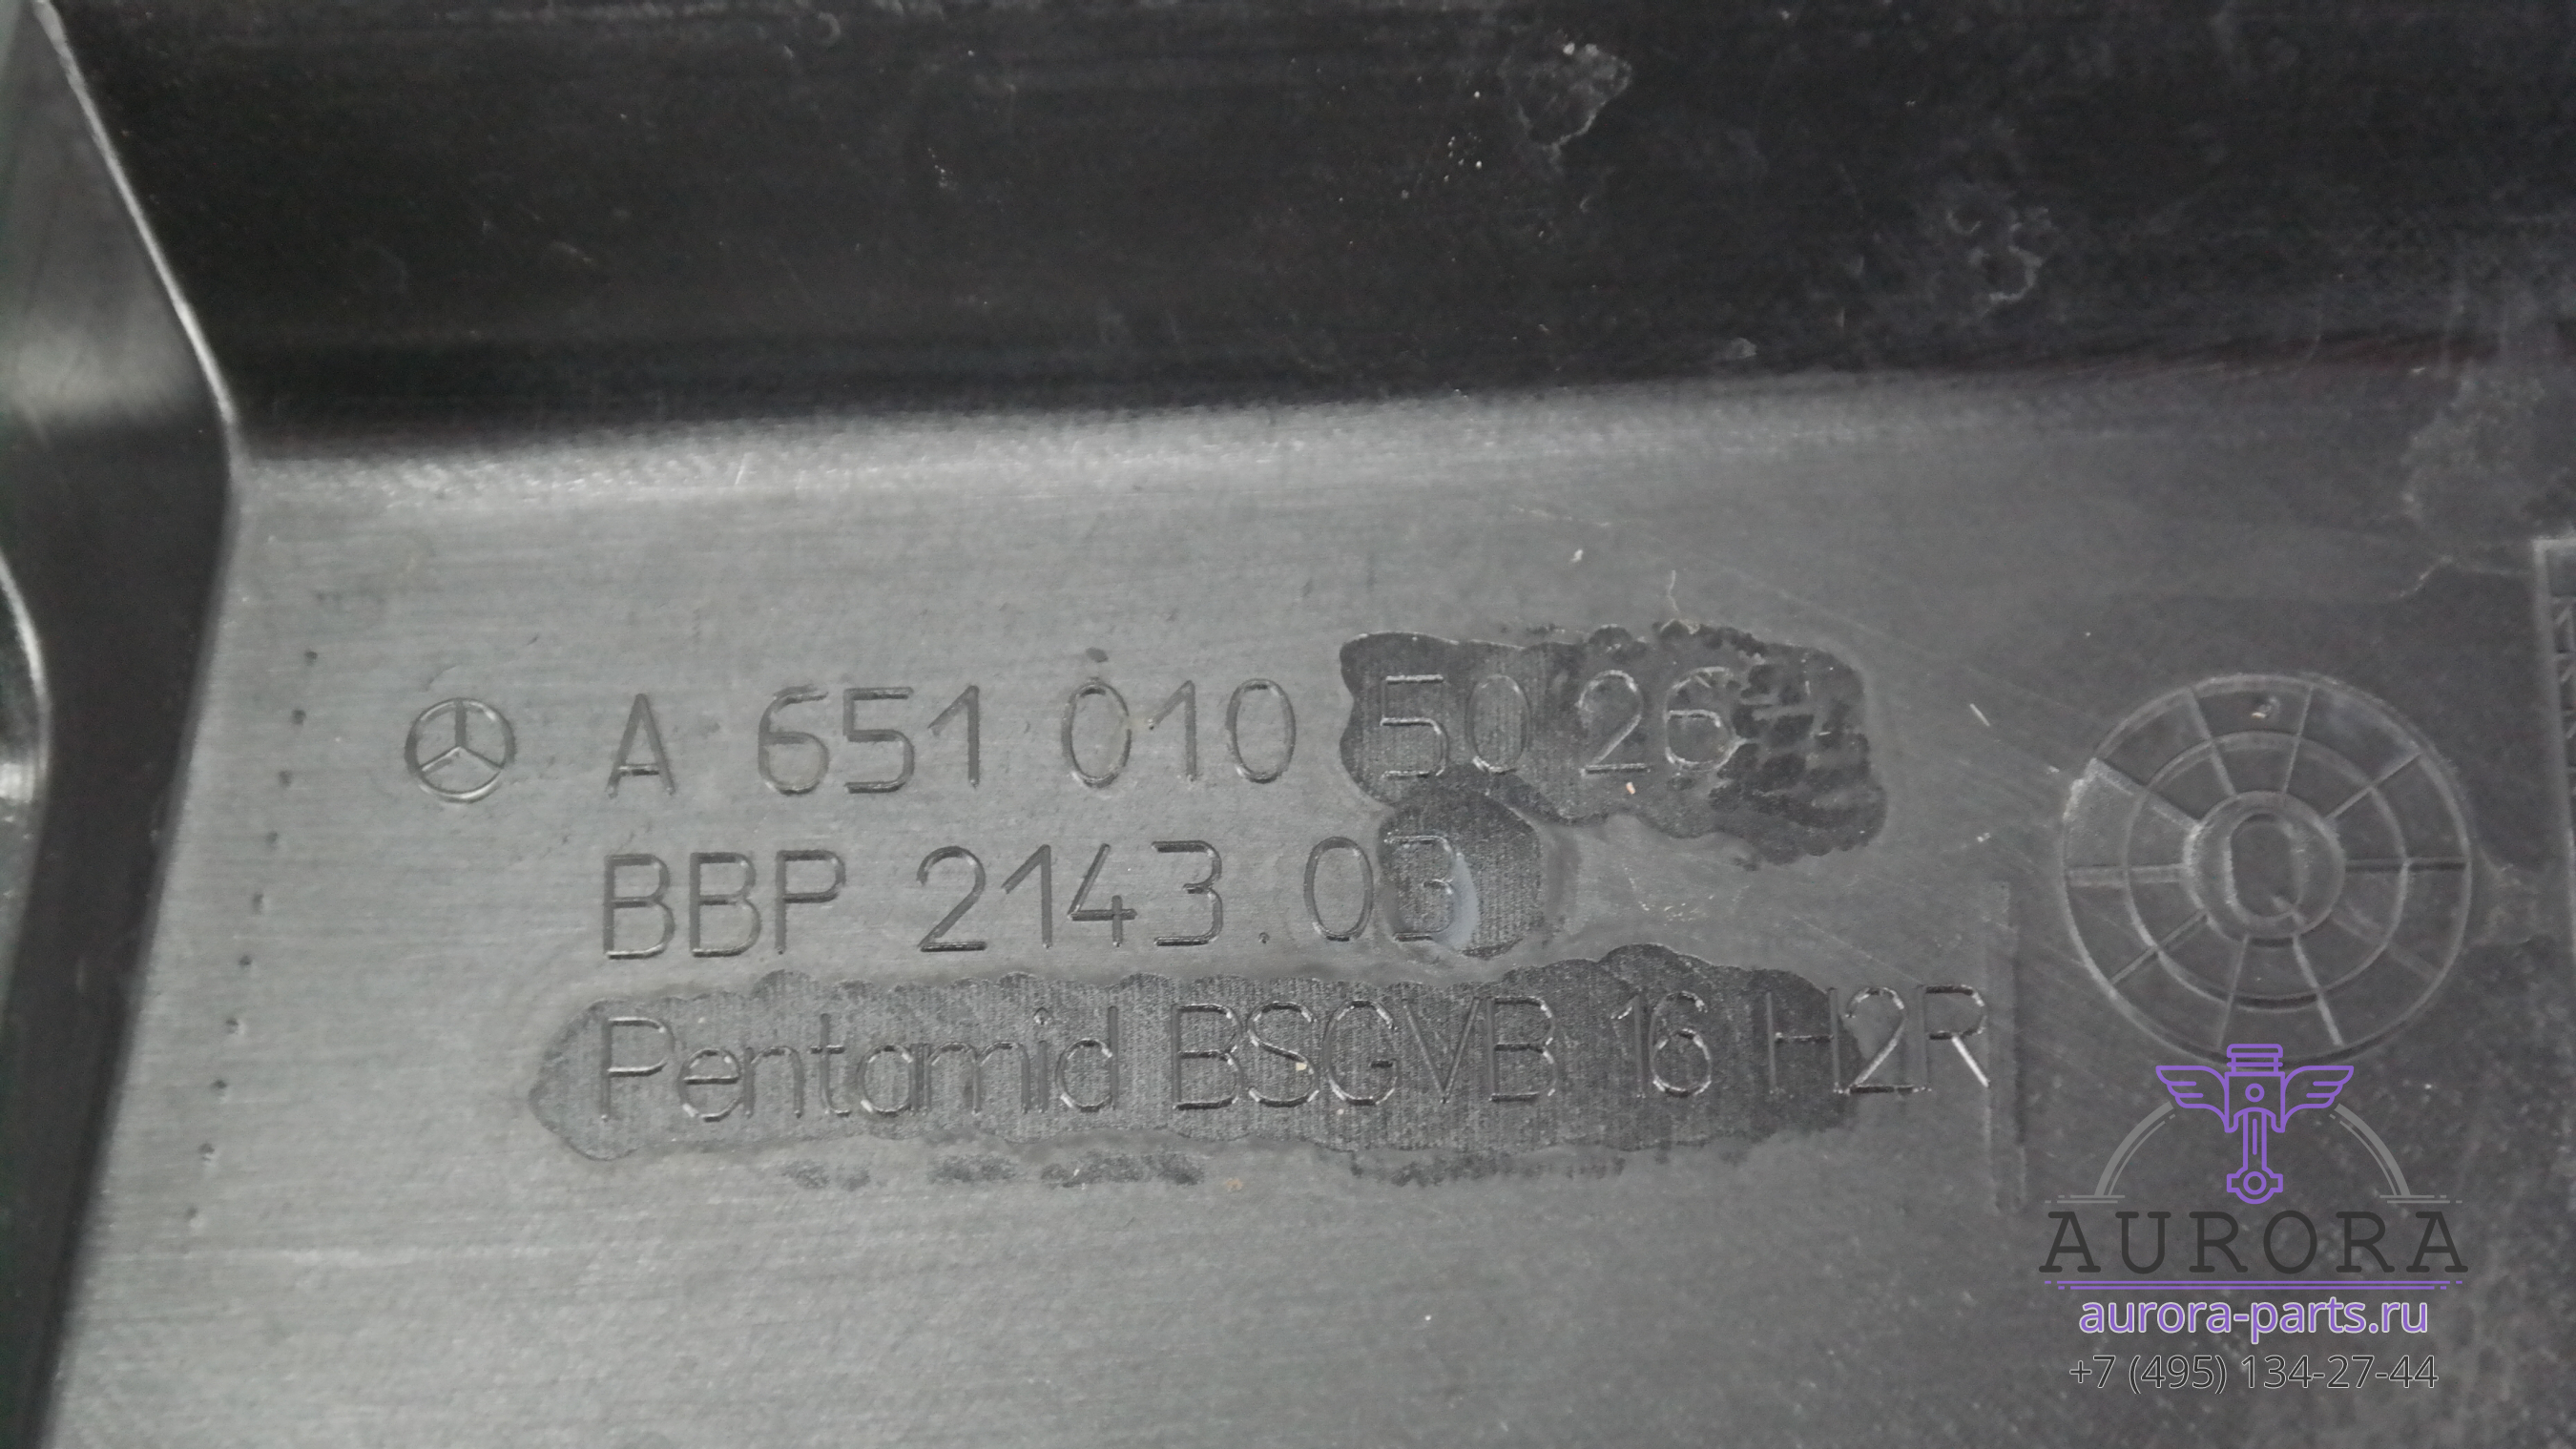 A 651 010 50 26
BBP 2143.03
Pentamid BSGVB 16 H2R
AURORA
aurora-parts.ru
+7 (495) 134-27-44